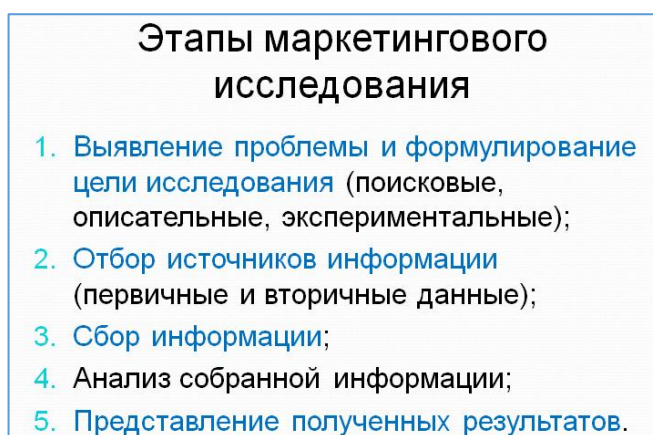 Этапы маркетингового
исследования
1. Выявление проблемы и формулирование
цели исследования (поисковые,
описательные, экспериментальные);
2. Отбор источников информации
(первичные и вторичные данные);
3. Сбор информации;
4. Анализ собранной информации;
5. Представление полученных результатов.